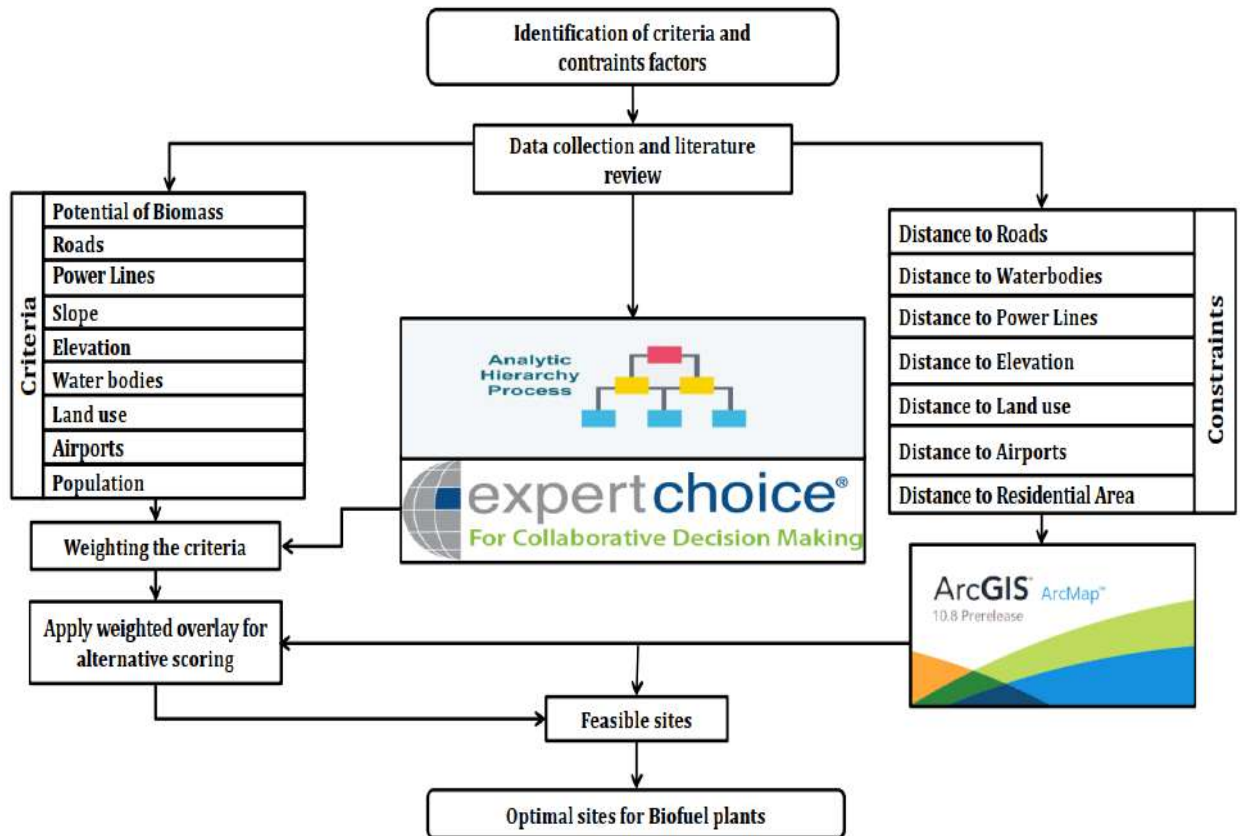 Identification of criteria and
contraints factors
Data collection and literature
review
Criteria
Potential of Biomass
Roads
Power Lines
Slope
Elevation
Water bodies
Land use
Airports
Population
Analytic
Hierarchy
Process
expertchoice®
For Collaborative Decision Making
Distance to Roads
Distance to Waterbodies
Distance to Power Lines
Distance to Elevation
Distance to Land use
Distance to Airports
Distance to Residential Area
Constraints
Weighting the criteria
ArcGIS® ArcMap™
10.8 Prerelease
Apply weighted overlay for
alternative scoring
Feasible sites
Optimal sites for Biofuel plants